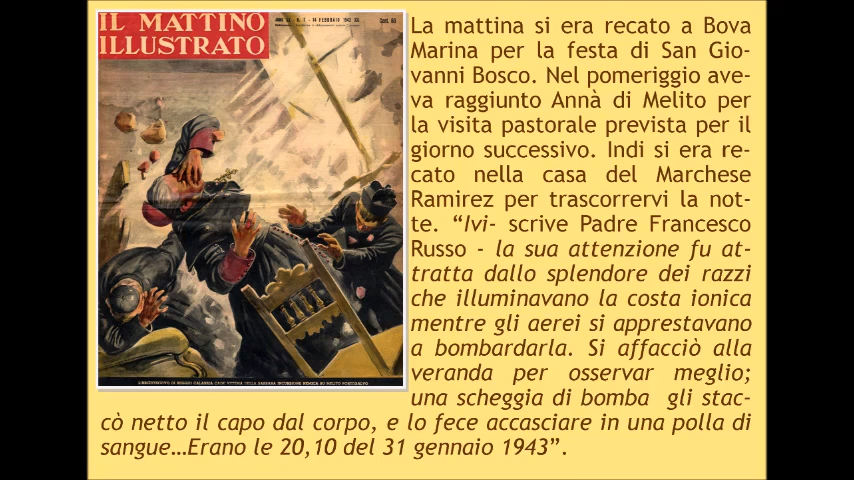 IL MATTINO
ILLUSTRATO
La mattina si era recato a Bova
Marina per la festa di San Gio-
vanni Bosco. Nel pomeriggio ave-
va raggiunto Annà di Melito per
la visita pastorale prevista per il
giorno successivo. Indi si era re-
cato nella casa del Marchese
Ramirez per trascorrervi la not-
te. “Ivi- scrive Padre Francesco
Russo - la sua attenzione fu at-
tratta dallo splendore dei razzi
che illuminavano la costa ionica
mentre gli aerei si apprestavano
a bombardarla. Si affacciò alla
veranda per osservar meglio;
una scheggia di bomba gli stac-
cò netto il capo dal corpo, e lo fece accasciare in una polla di
sangue…Erano le 20,10 del 31 gennaio 1943”.